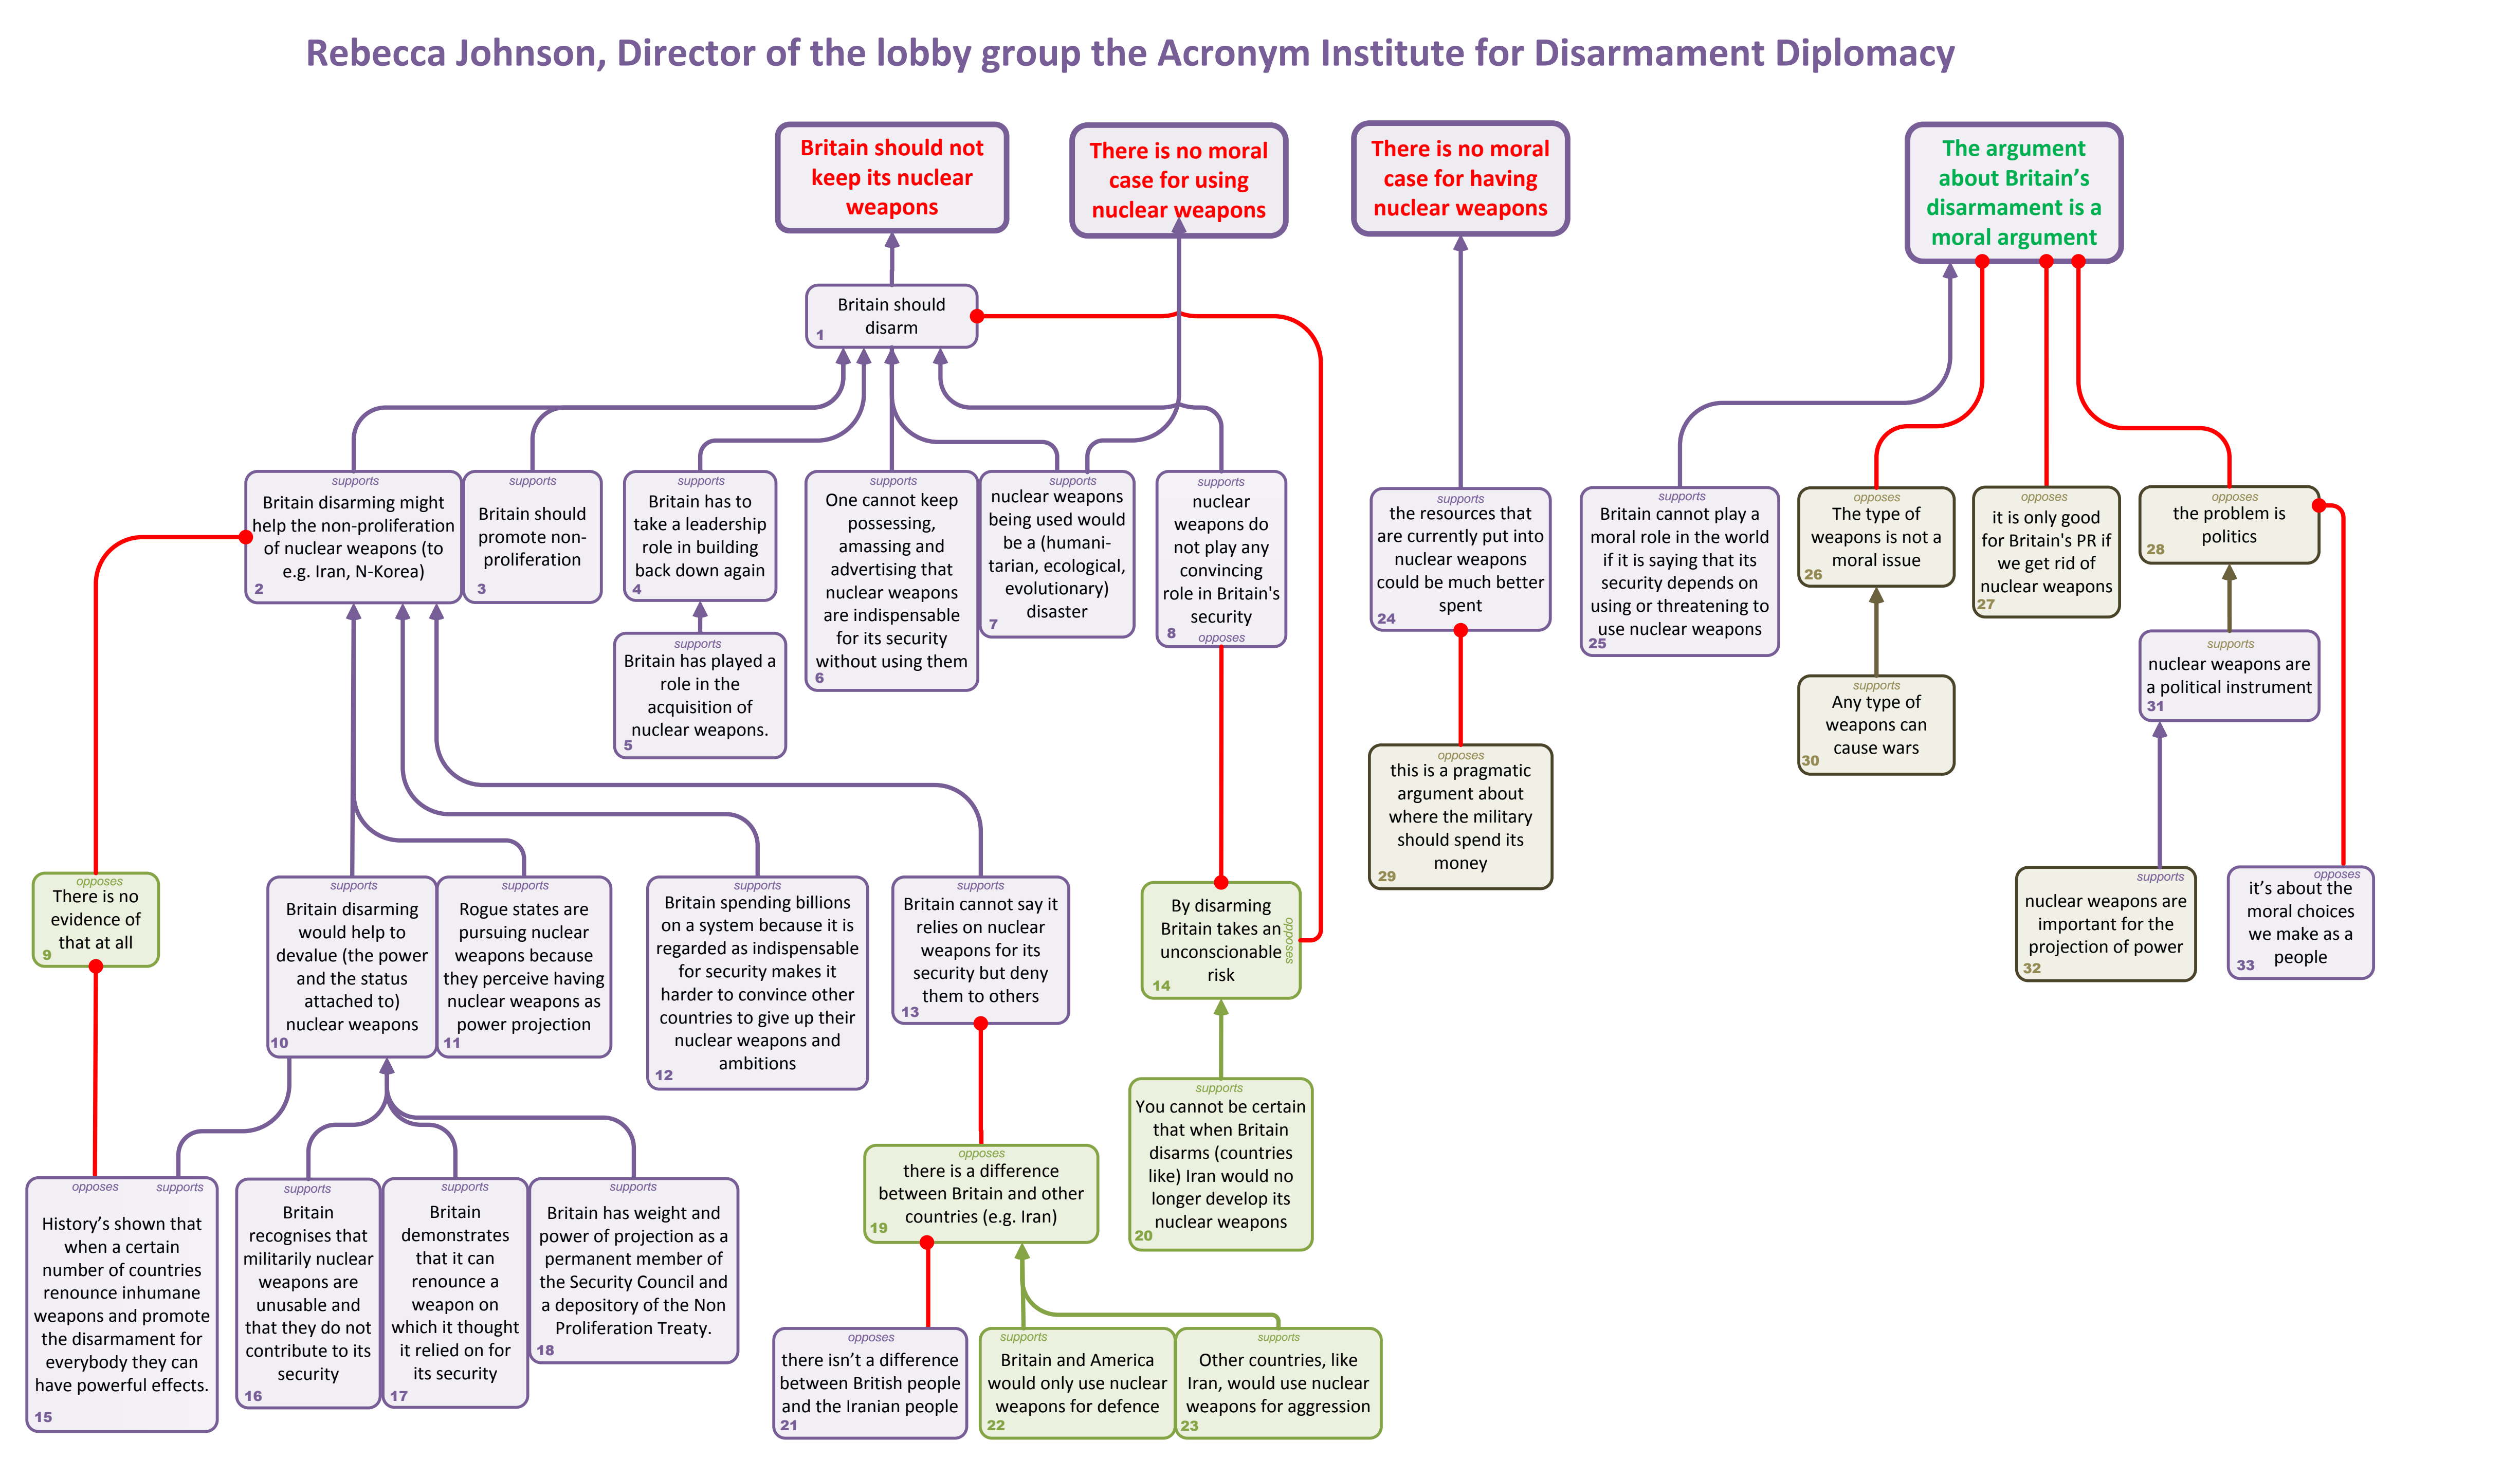 Rebecca Johnson, Director of the lobby group the Acronym Institute for Disarmament Diplomacy
Britain should not
keep its nuclear
weapons
There is no moral
case for using
nuclear weapons
There is no moral
case for having
nuclear weapons
The argument
about Britain's
disarmament is a
moral argument
Britain should
disarm
1
supports
Britain disarming might
help the non-proliferation
of nuclear weapons (to
e.g. Iran, N-Korea)
2
supports
Britain should
promote non-
proliferation
3
supports
Britain has to
take a leadership
role in building
back down again
4
supports
One cannot keep
possessing,
amassing and
advertising that
nuclear weapons
are indispensable
for its security
without using them
6
supports
nuclear weapons
being used would
be a (humani-
tarian, ecological,
evolutionary)
disaster
7
supports
nuclear
weapons do
not play any
convincing
role in Britain's
security
8
opposes
supports
the resources that
are currently put into
nuclear weapons
could be much better
spent
24
supports
Britain cannot play a
moral role in the world
if it is saying that its
security depends on
using or threatening to
use nuclear weapons
25
opposes
The type of
weapons is not a
moral issue
26
opposes
it is only good
for Britain's PR if
we get rid of
nuclear weapons
27
opposes
the problem is
politics
28
supports
Britain has played a
role in the
acquisition of
nuclear weapons.
5
supports
nuclear weapons are
a political instrument
31
supports
Any type of
weapons can
cause wars
30
opposes
this is a pragmatic
argument about
where the military
should spend its
money
29
opposes
There is no
evidence of
that at all
9
supports
Britain disarming
would help to
devalue (the power
and the status
attached to)
nuclear weapons
10
supports
Rogue states are
pursuing nuclear
weapons because
they perceive having
nuclear weapons as
power projection
11
supports
Britain spending billions
on a system because it is
regarded as indispensable
for security makes it
harder to convince other
countries to give up their
nuclear weapons and
ambitions
12
supports
Britain cannot say it
relies on nuclear
weapons for its
security but deny
them to others
13
By disarming
Britain takes an
unconscionable
risk
14
opposes
supports
nuclear weapons are
important for the
projection of power
32
opposes
it's about the
moral choices
we make as a
people
33
opposes supports
History's shown that
when a certain
number of countries
renounce inhumane
weapons and promote
the disarmament for
everybody they can
have powerful effects.
15
supports
Britain
recognises that
militarily nuclear
weapons are
unusable and
that they do not
contribute to its
security
16
supports
Britain
demonstrates
that it can
renounce a
weapon on
which it thought
it relied on for
its security
17
supports
Britain has weight and
power of projection as a
permanent member of
the Security Council and
a depository of the Non
Proliferation Treaty.
18
opposes
there is a difference
between Britain and other
countries (e.g. Iran)
19
supports
You cannot be certain
that when Britain
disarms (countries
like) Iran would no
longer develop its
nuclear weapons
20
opposes
there isn't a difference
between British people
and the Iranian people
21
supports
Britain and America
would only use nuclear
weapons for defence
22
supports
Other countries, like
Iran, would use nuclear
weapons for aggression
23